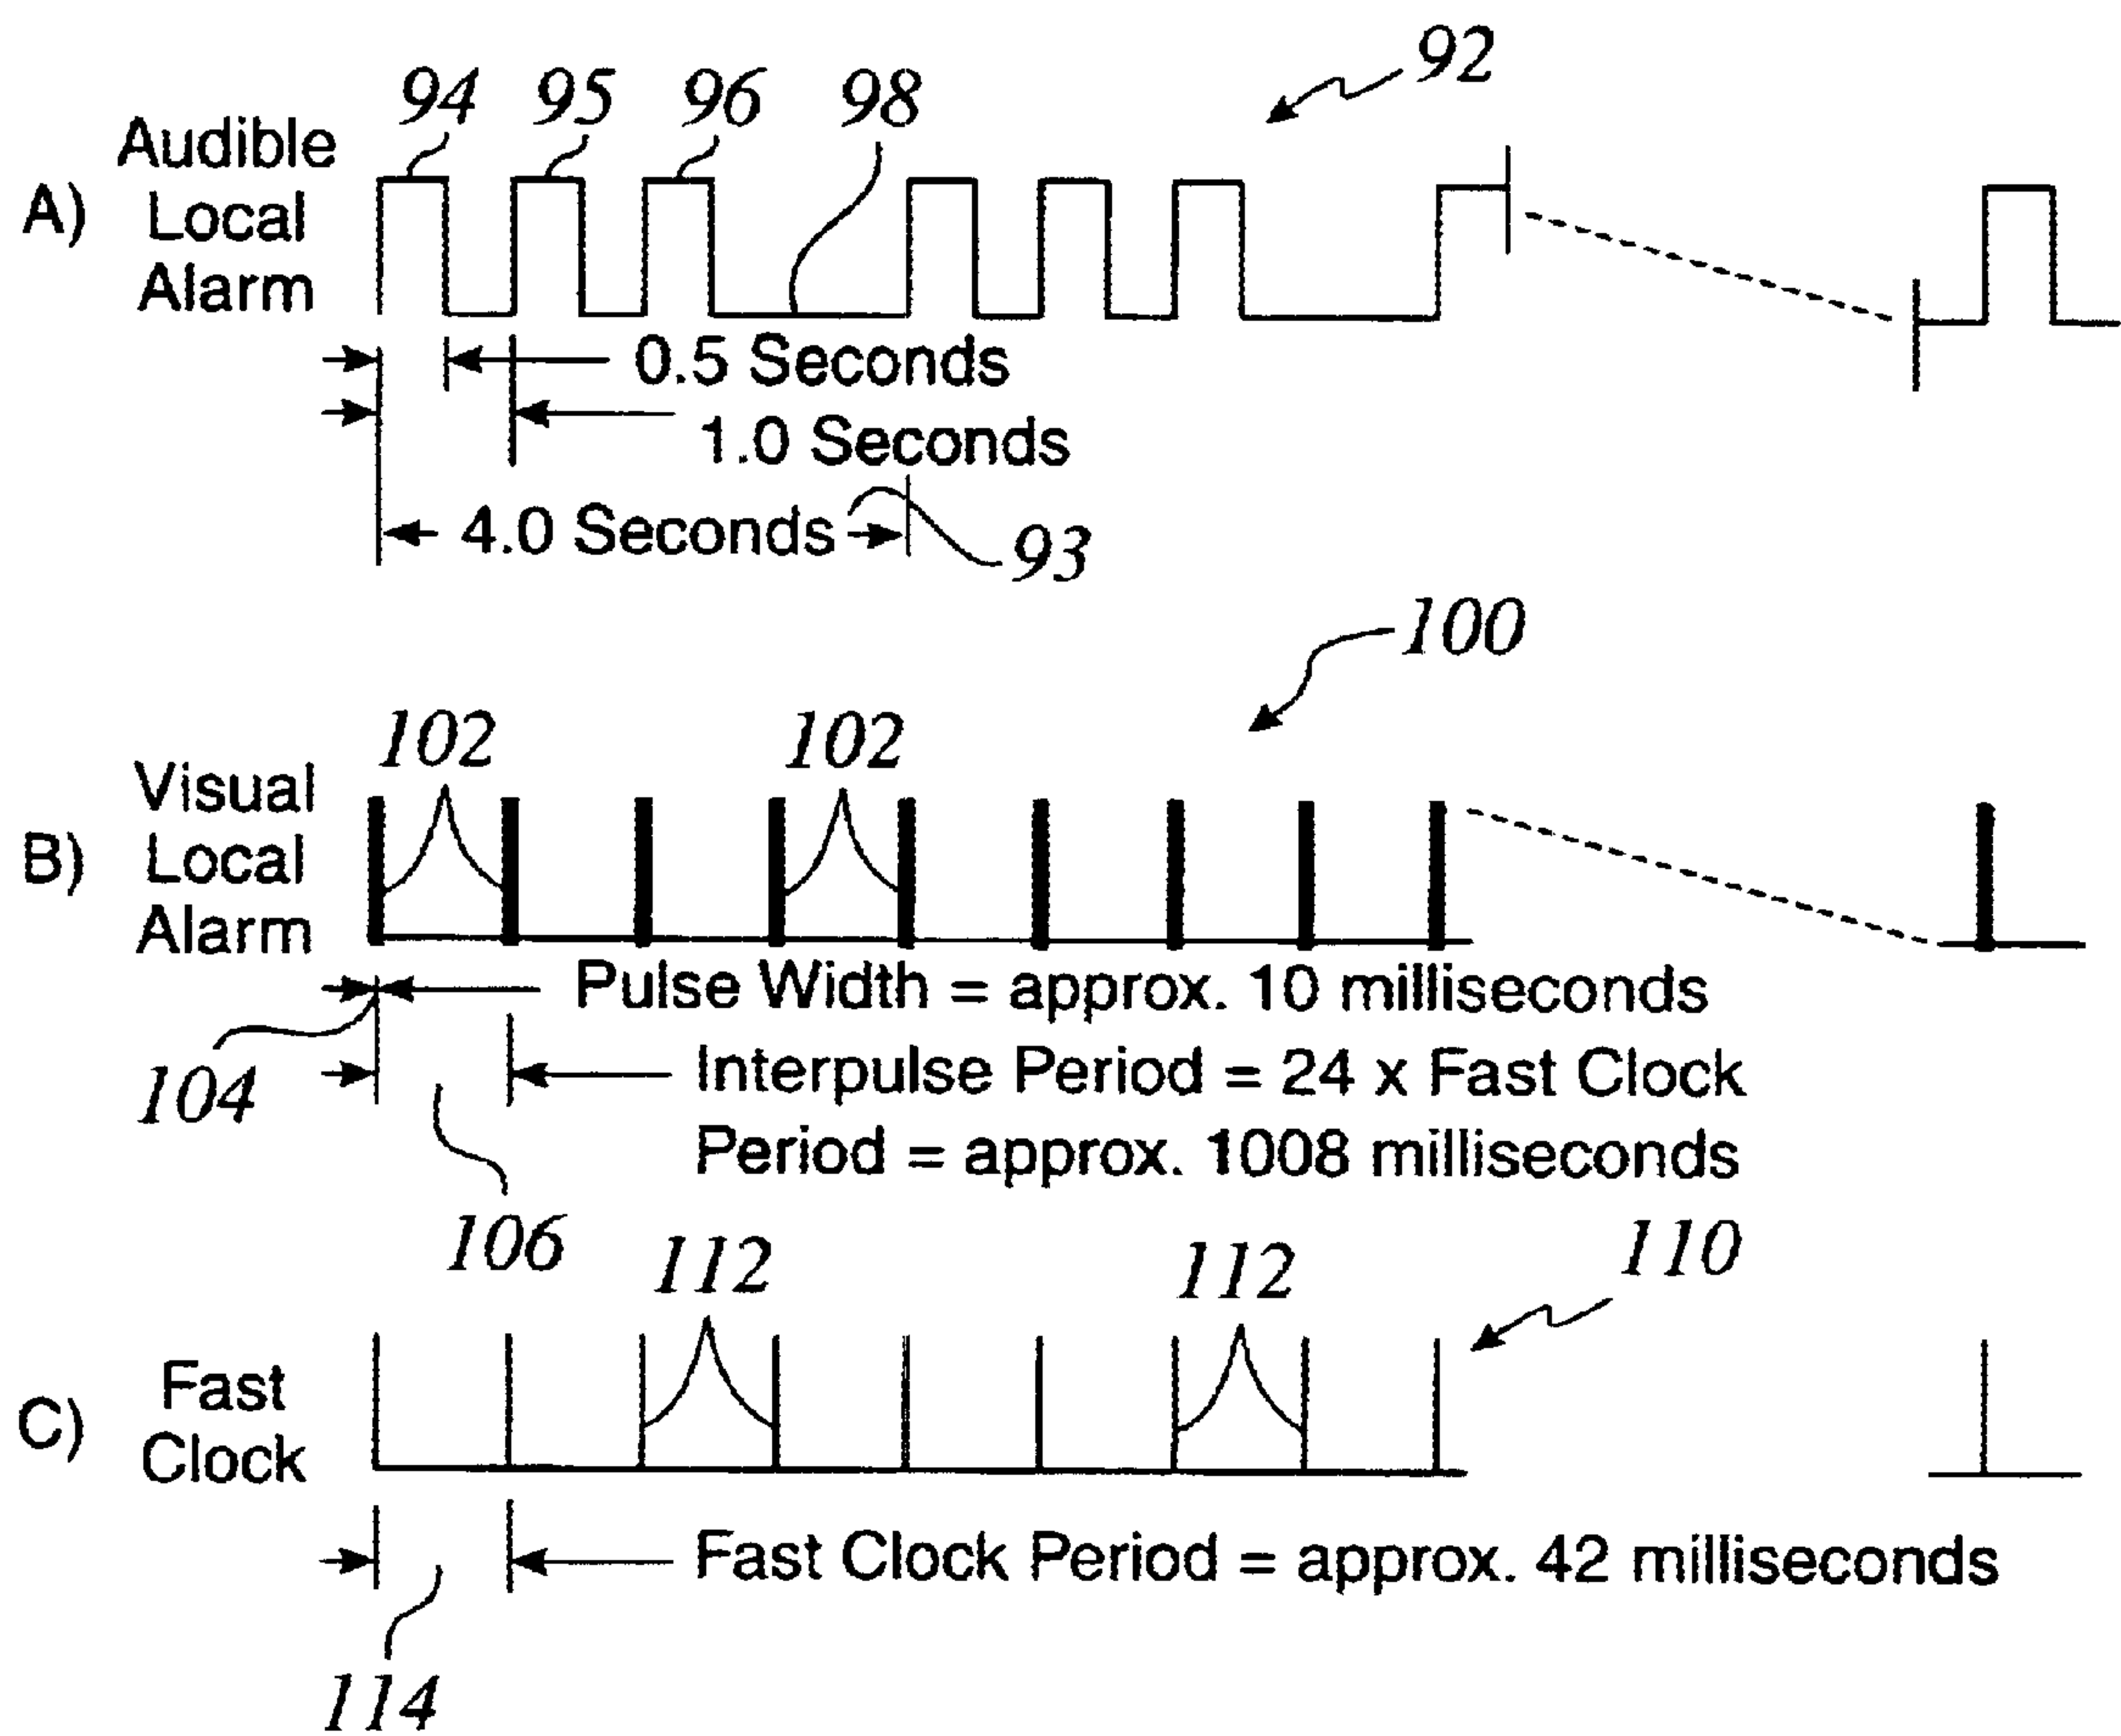 92
94 95 96 98
A) Audible Local Alarm
0.5 Seconds
1.0 Seconds
4.0 Seconds
93
100
102 102
B) Visual Local Alarm
Pulse Width = approx. 10 milliseconds
104
Interpulse Period = 24 x Fast Clock
Period = approx. 1008 milliseconds
106
112 112
110
C) Fast Clock
Fast Clock Period = approx. 42 milliseconds
114